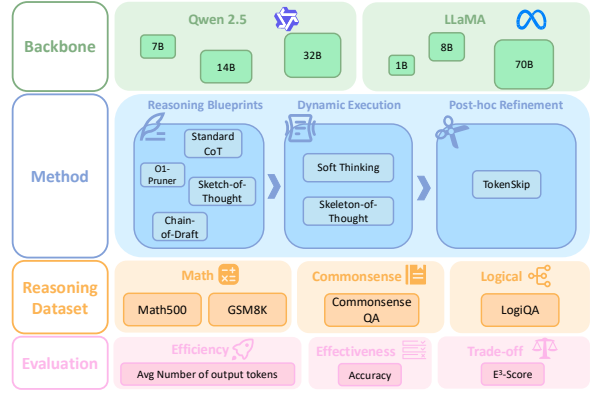 Backbone
Qwen 2.5
7B
14B
32B
LLaMA
1B
8B
70B
Method
Reasoning Blueprints
Standard
CoT
O1-
Pruner
Sketch-of-
Thought
Chain-
of-Draft
Dynamic Execution
Soft Thinking
Skeleton-of-
Thought
Post-hoc Refinement
TokenSkip
Reasoning
Dataset
Math
Math500
GSM8K
Commonsense
Commonsense
QA
Logical
LogiQA
Evaluation
Efficiency
Avg Number of output tokens
Effectiveness
Accuracy
Trade-off
E³-Score